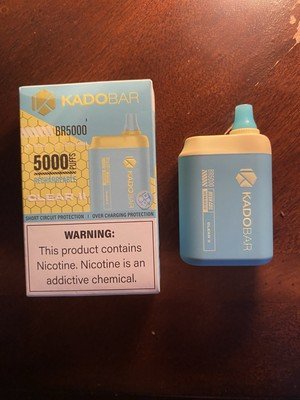 KADOBAR
BR5000
5000 PUFFS
RECHARGEABLE
SHORT CIRCUIT PROTECTION / OVER CHARGING PROTECTION
WARNING:
This product contains
Nicotine. Nicotine is an
addictive chemical.
KADOBAR
BR5000